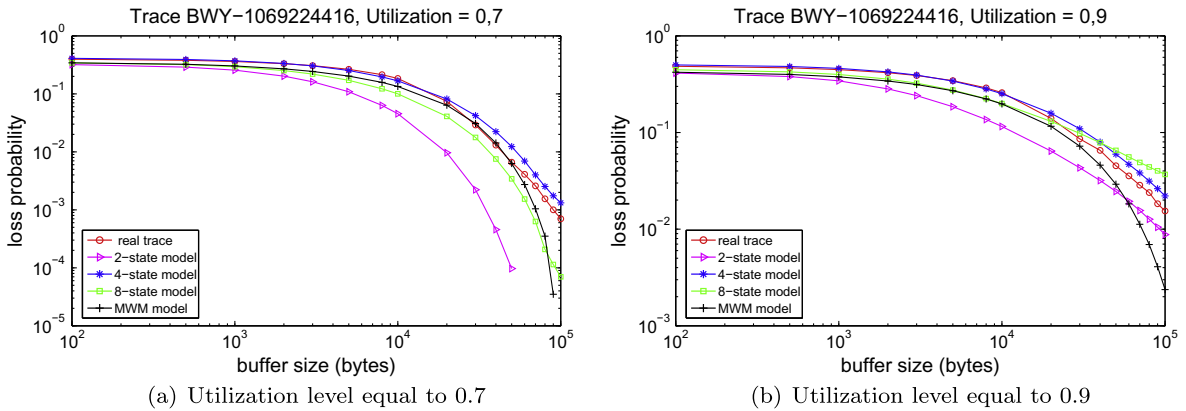 Trace BWY−1069224416, Utilization = 0,7
10^0
10^−1
10^−2
10^−3
10^−4
10^−5
loss probability
real trace
2−state model
4−state model
8−state model
MWM model
10^2
10^3
10^4
10^5
buffer size (bytes)
(a) Utilization level equal to 0.7
Trace BWY−1069224416, Utilization = 0,9
10^0
10^−1
10^−2
10^−3
loss probability
real trace
2−state model
4−state model
8−state model
MWM model
10^2
10^3
10^4
10^5
buffer size (bytes)
(b) Utilization level equal to 0.9